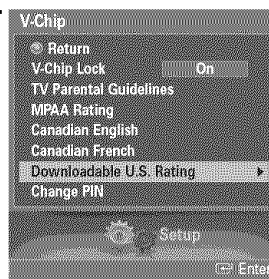 V-Chip
Return
V-Chip Lock On
TV Parental Guidelines
MPAA Rating
Canadian English
Canadian French
Downloadable U.S. Rating
Change PIN
Setup
Enter